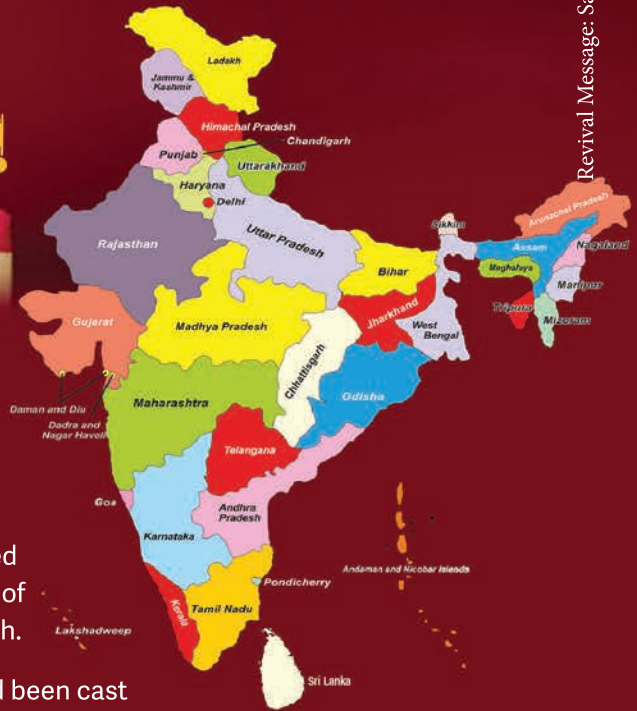 Revival Message: Sa
Ladakh
Jammu &
Kashmir
Himachal Pradesh
Chandigarh
Punjab
Uttarakhand
Haryana
Delhi
Arunachal Pradesh
Sikkim
Uttar Pradesh
Assam
Nagaland
Rajasthan
Bihar
Meghalaya
Manipur
Jharkhand
Tripura
Gujarat
Madhya Pradesh
West
Bengal
Mizoram
Chhattisgarh
Odisha
Daman and Diu
Maharashtra
Dadra and
Nagar Haveli
Telangana
Goa
Andhra
Pradesh
Karnataka
Andaman and Nicobar Islands
Pondicherry
Kerala
Tamil Nadu
Lakshadweep
Sri Lanka
ed
of
h.
been cast